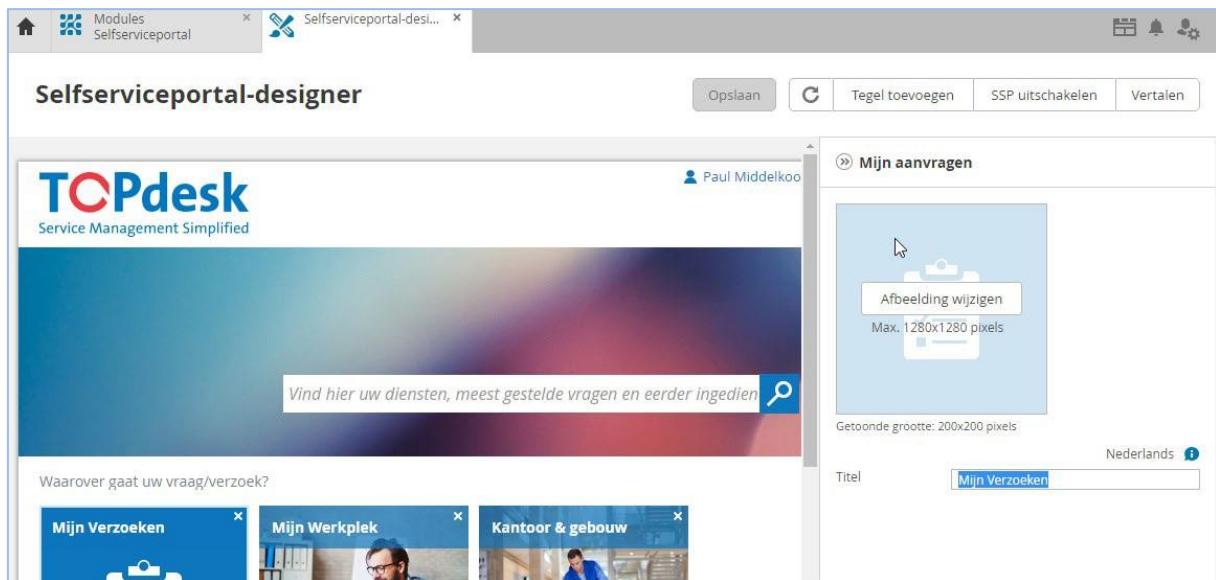 Modules
Selfserviceportal
Selfserviceportal-desi...
Selfserviceportal-designer
Opslaan
Tegel toevoegen
SSP uitschakelen
Vertalen
TOPdesk
Service Management Simplified
Paul Middelkoo
Vind hier uw diensten, meest gestelde vragen en eerder ingedien
Waarover gaat uw vraag/verzoek?
Mijn Verzoeken
Mijn Werkplek
Kantoor & gebouw
Mijn aanvragen
Afbeelding wijzigen
Max. 1280x1280 pixels
Getoonde grootte: 200x200 pixels
Nederlands
Titel
Mijn Verzoeken